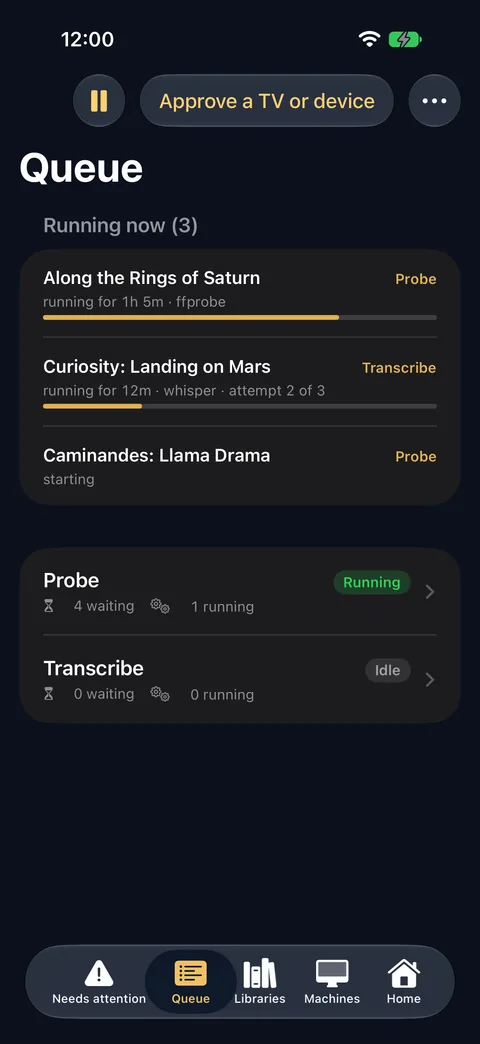 12:00
Approve a TV or device
Queue
Running now (3)
Along the Rings of Saturn
Probe
running for 1h 5m · ffprobe
Curiosity: Landing on Mars
Transcribe
running for 12m · whisper · attempt 2 of 3
Caminandes: Llama Drama
Probe
starting
Probe
Running
4 waiting 1 running
Transcribe
Idle
0 waiting 0 running
Needs attention Queue Libraries Machines Home